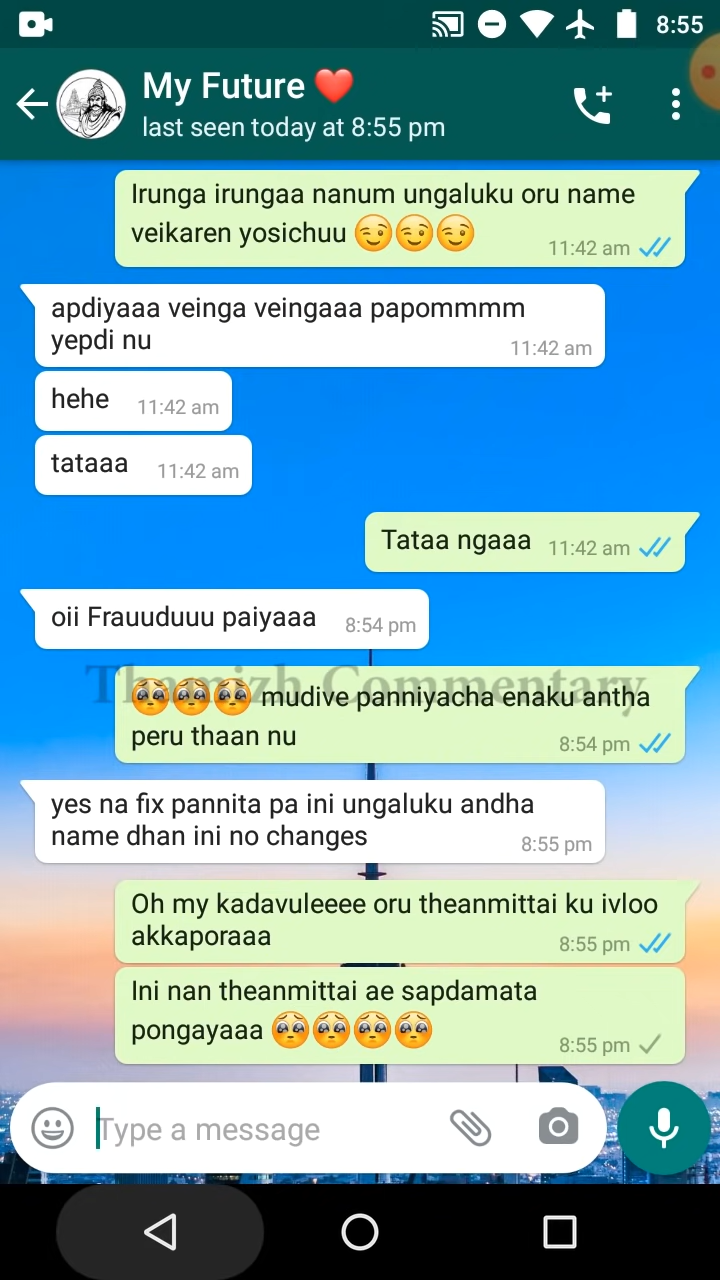 8:55
My Future ❤️
last seen today at 8:55 pm
Irunga irungaa nanum ungaluku oru name
veikaren yosichuu 😉😉😉
11:42 am
apdiyaaa veinga veingaaa papommmm
yepdi nu
11:42 am
hehe 11:42 am
tataaa 11:42 am
Tataa ngaaa 11:42 am
oii Frauuduuu paiyaaa 8:54 pm
Thamizh Commentary
🥺🥺🥺 mudive panniyacha enaku antha
peru thaan nu
8:54 pm
yes na fix pannita pa ini ungaluku andha
name dhan ini no changes
8:55 pm
Oh my kadavuleeee oru theanmittai ku ivloo
akkaporaaa
8:55 pm
Ini nan theanmittai ae sapdamata
pongayaaa 🥺🥺🥺🥺
8:55 pm
Type a message